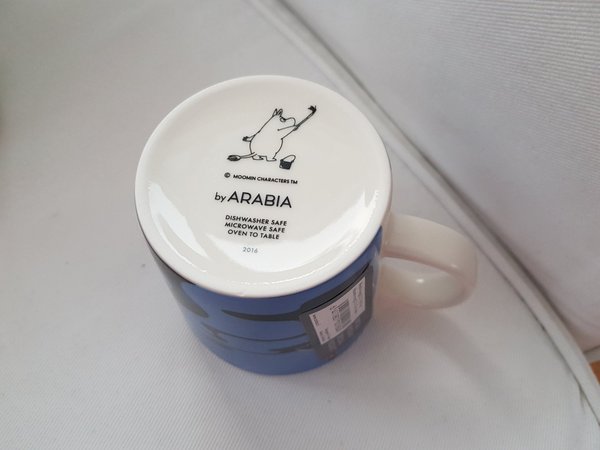 © MOOMIN CHARACTERS TM
by ARABIA
DISHWASHER SAFE
MICROWAVE SAFE
OVEN TO TABLE
2016